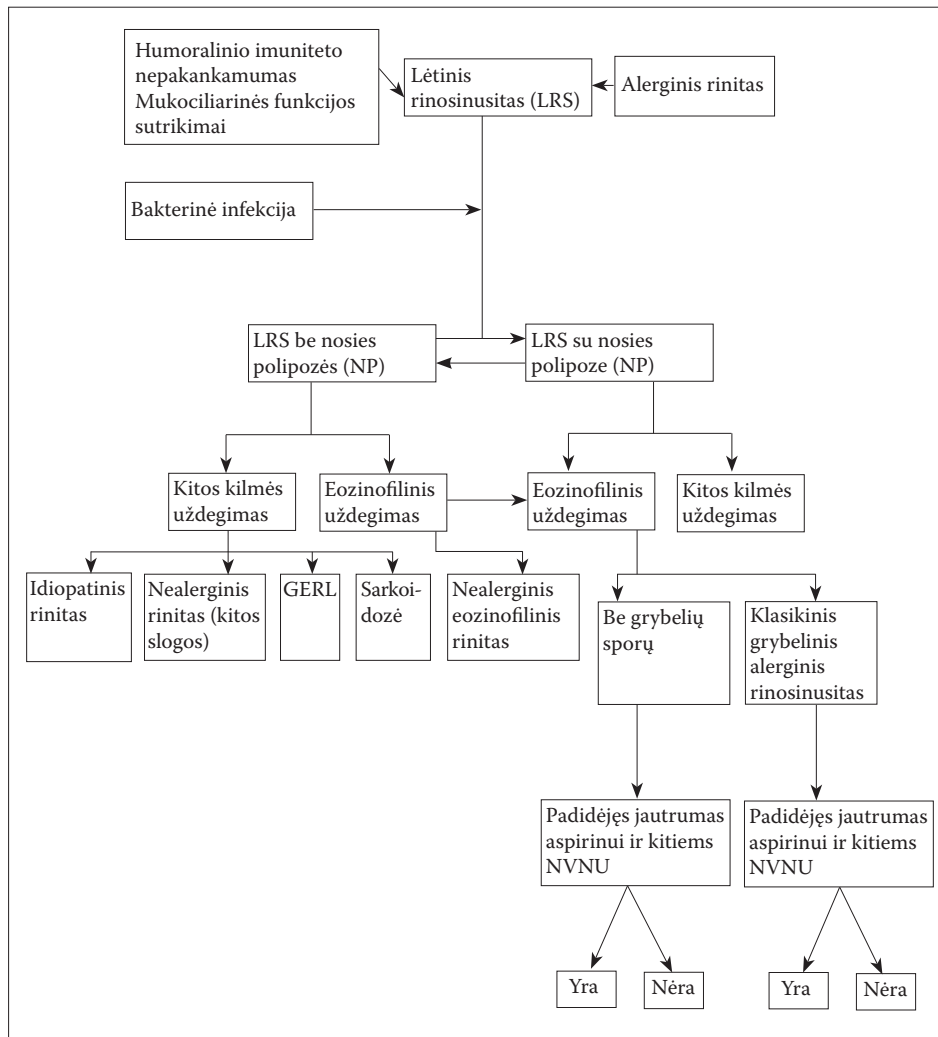 Humoralinio imuniteto
nepakankamumas
Mukociliarinės funkcijos
sutrikimai
Lėtinis
rinosinusitas (LRS)
Alerginis rinitas
Bakterinė infekcija
LRS be nosies
polipozės (NP)
LRS su nosies
polipoze (NP)
Kitos kilmės
uždegimas
Eozinofilinis
uždegimas
Eozinofilinis
uždegimas
Kitos kilmės
uždegimas
Idiopatinis
rinitas
Nealerginis
rinitas (kitos
slogos)
GERL
Sarkoi-
dozė
Nealerginis
eozinofilinis
rinitas
Be grybelių
sporų
Klasikinis
grybelinis
alerginis
rinosinusitas
Padidėjęs jautrumas
aspirinui ir kitiems
NVNU
Padidėjęs jautrumas
aspirinui ir kitiems
NVNU
Yra
Nėra
Yra
Nėra